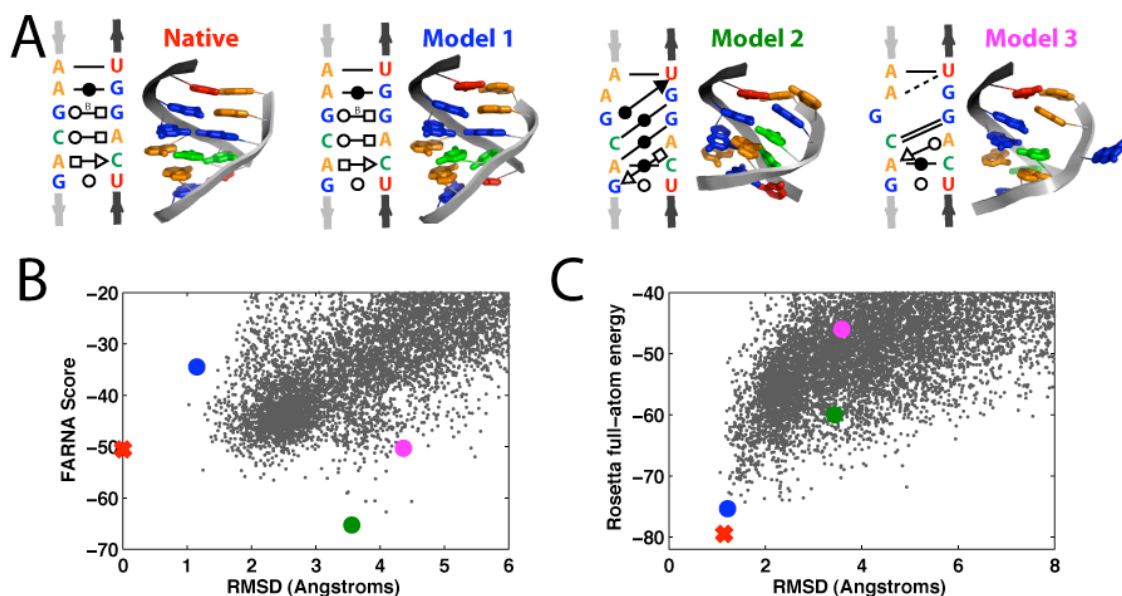 A
Native
Model 1
Model 2
Model 3
A U
A G
G B G
C A
A C
G U
A U
A G
G B G
C A
A C
G U
A U
A G
G G
C A
A C
G U
A U
A G
G G
C A
A C
G U
B
FARNA Score
−20
−30
−40
−50
−60
−70
0 1 2 3 4 5 6
RMSD (Angstroms)
C
Rosetta full−atom energy
−40
−50
−60
−70
−80
0 2 4 6 8
RMSD (Angstroms)